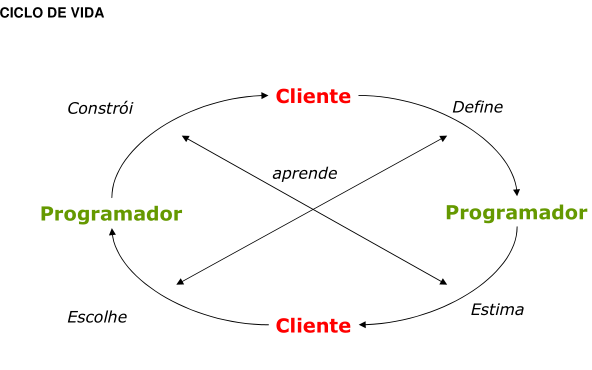 CICLO DE VIDA
Cliente
Constrói
Define
aprende
Programador
Programador
Escolhe
Estima
Cliente